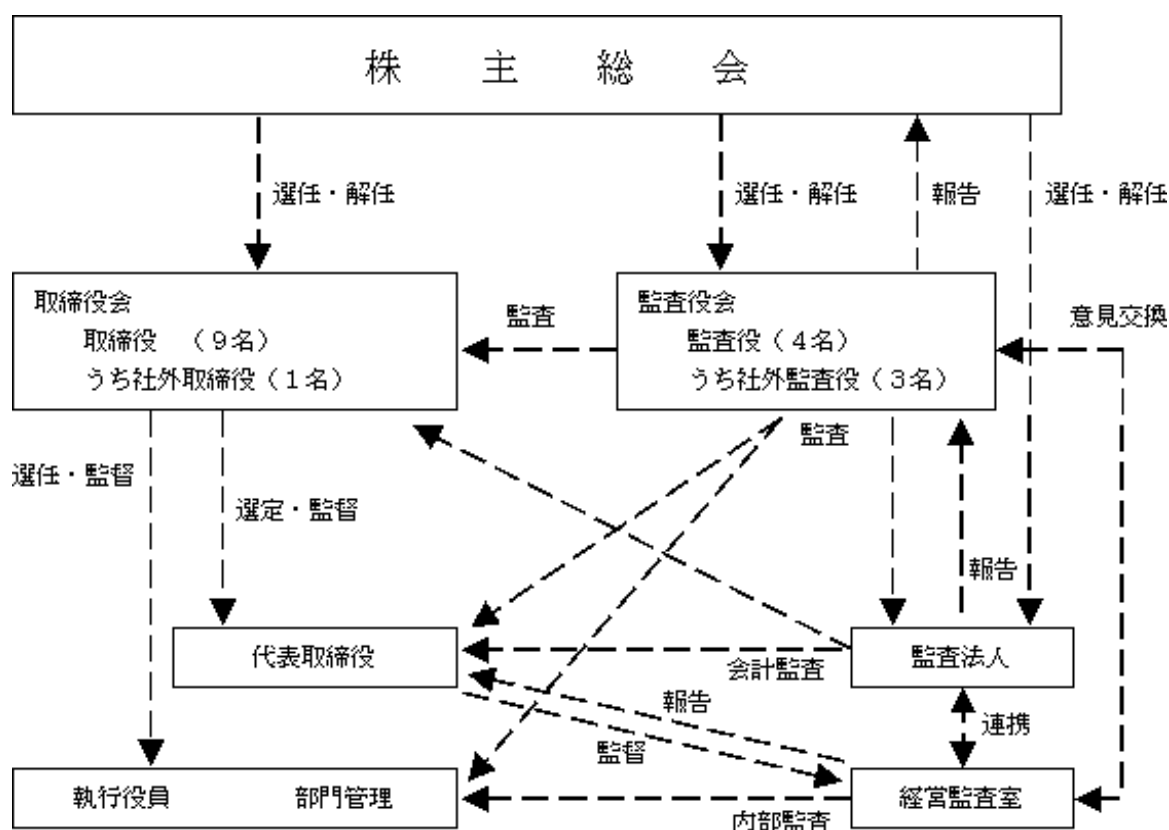 株 主 総 会
選任・解任
選任・解任
報告
選任・解任
取締役会
取締役 （９名）
うち社外取締役（１名）
監査
監査役会
監査役（４名）
うち社外監査役（３名）
意見交換
監査
選任・監督
選定・監督
報告
代表取締役
会計監査
監査法人
報告
監督
連携
執行役員 部門管理
内部監査
経営監査室